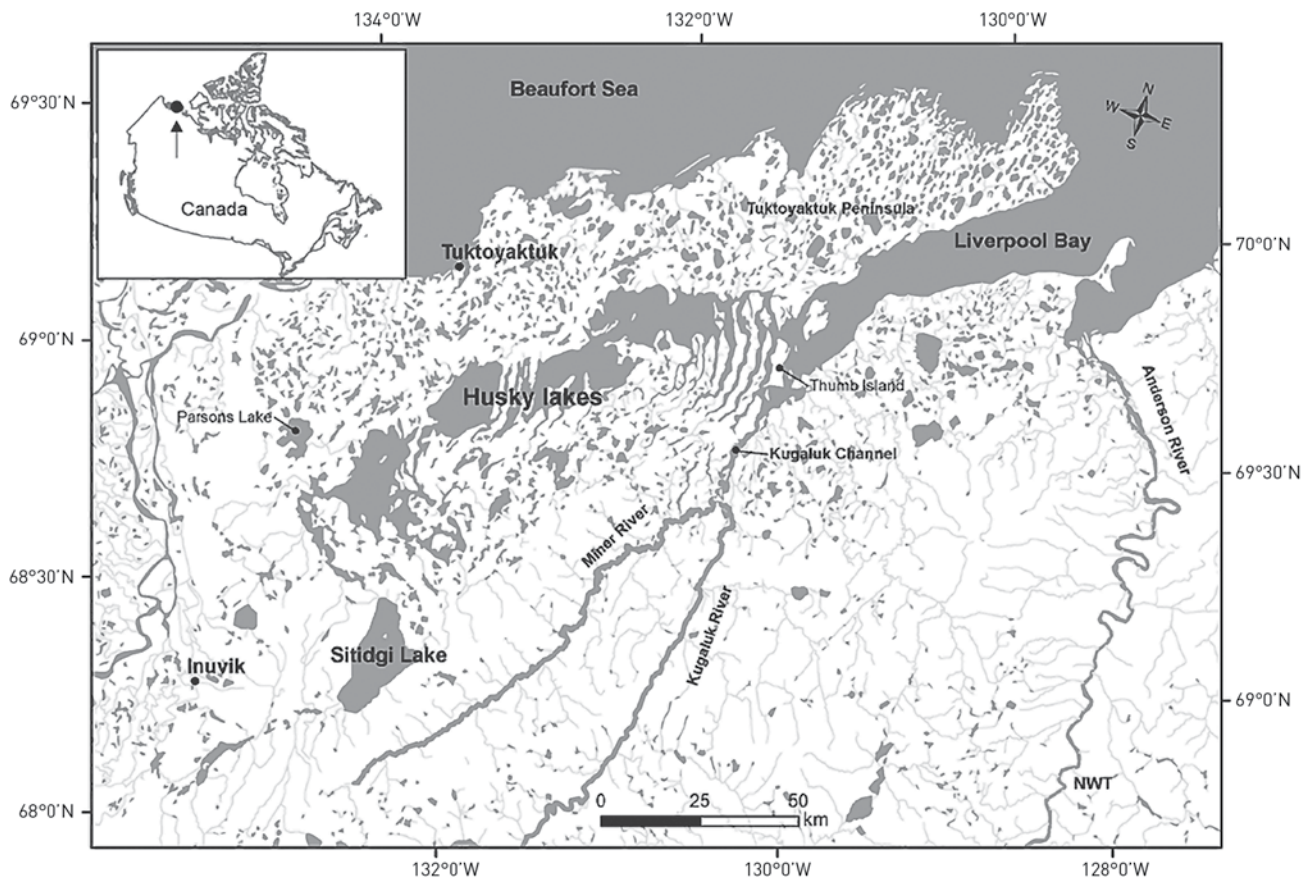 134°0'W 132°0'W 130°0'W
69°30'N
Beaufort Sea
N
W
E
S
Canada
Tuktoyaktuk Peninsula
Liverpool Bay
70°0'N
Tuktoyaktuk
69°0'N
Thumb Island
Husky lakes
Parsons Lake
Anderson River
Kugaluk Channel
69°30'N
Miner River
68°30'N
Kugaluk River
Sitidgi Lake
Inuvik
69°0'N
NWT
0 25 50
km
68°0'N
132°0'W 130°0'W 128°0'W